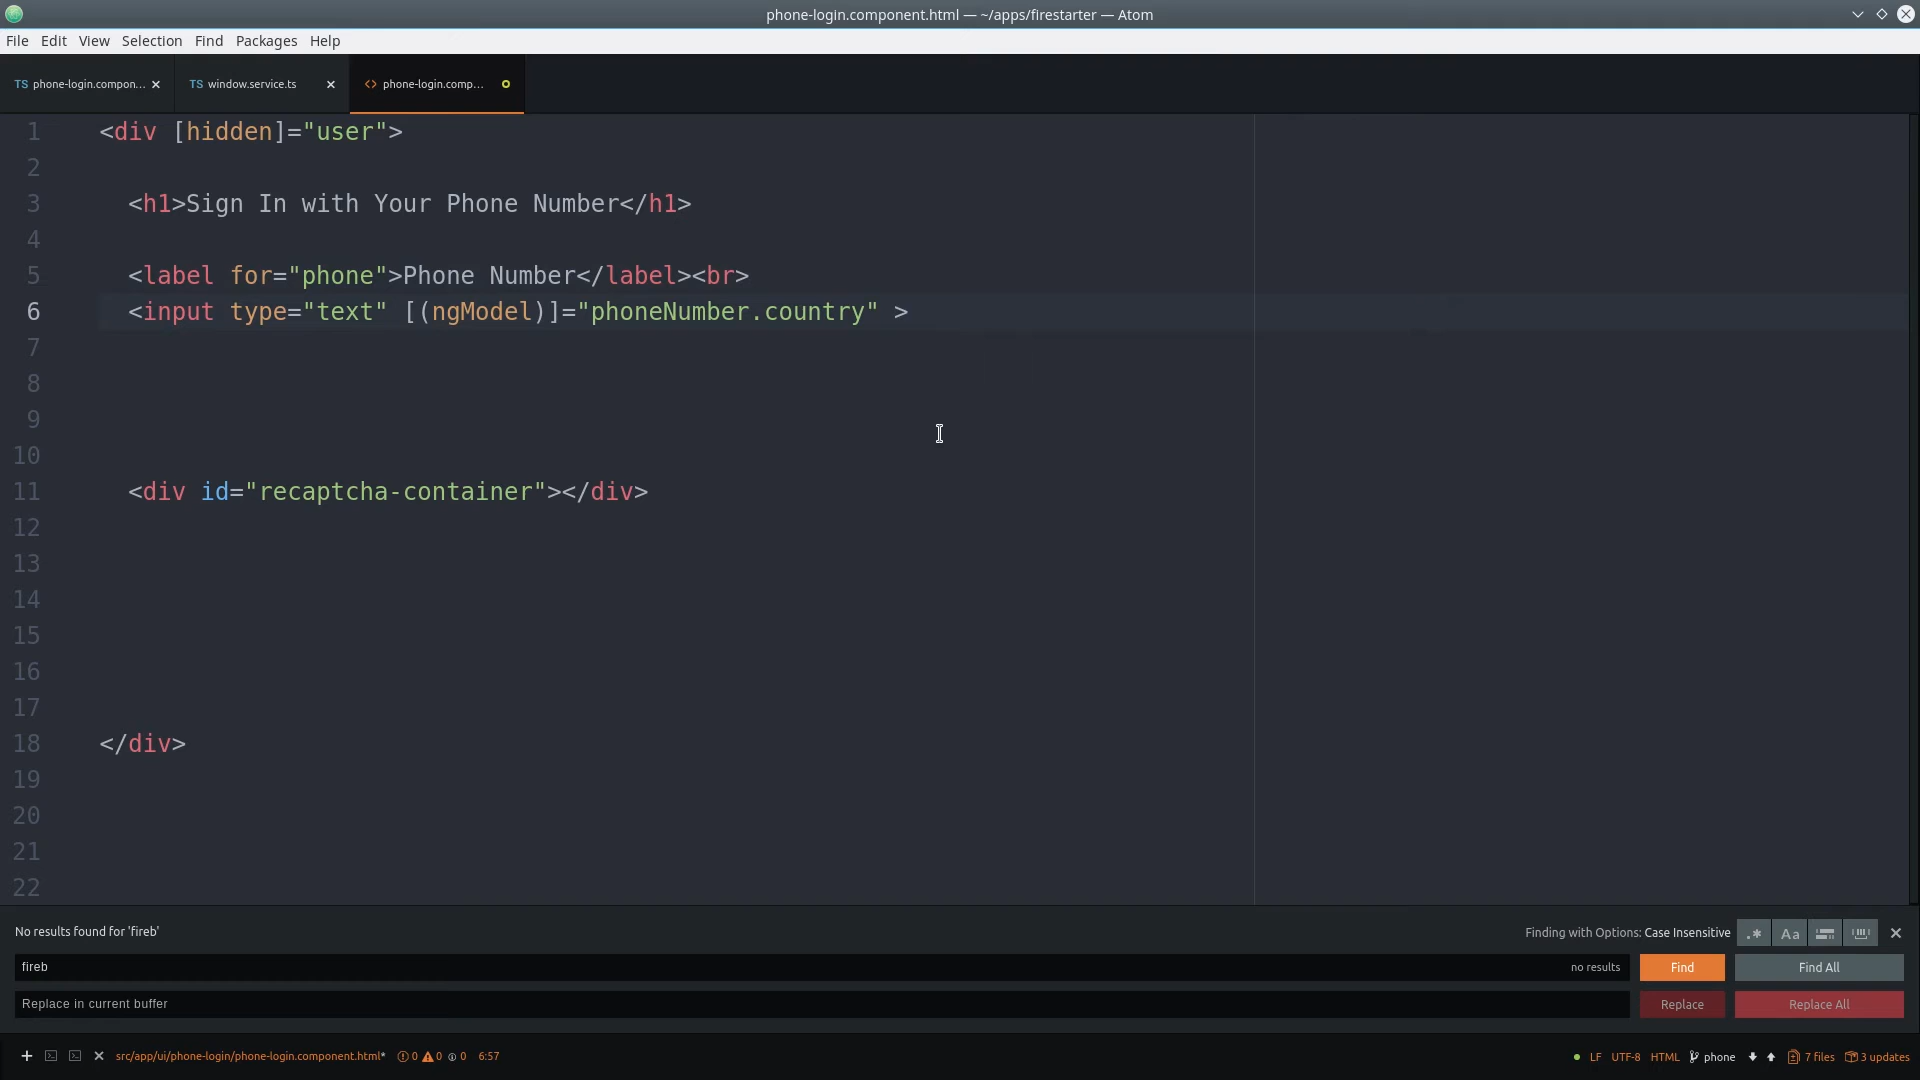 phone-login.component.html — ~/apps/firestarter — Atom
File Edit View Selection Find Packages Help
TS phone-login.compon... × TS window.service.ts × <> phone-login.comp...
1 <div [hidden]="user">
2
3 <h1>Sign In with Your Phone Number</h1>
4
5 <label for="phone">Phone Number</label><br>
6 <input type="text" [(ngModel)]="phoneNumber.country" >
7
8
9
10
11 <div id="recaptcha-container"></div>
12
13
14
15
16
17
18 </div>
19
20
21
22
No results found for 'fireb' Finding with Options: Case Insensitive .* Aa
fireb no results Find Find All
Replace in current buffer Replace Replace All
src/app/ui/phone-login/phone-login.component.html* 0 0 0 6:57 LF UTF-8 HTML phone 7 files 3 updates